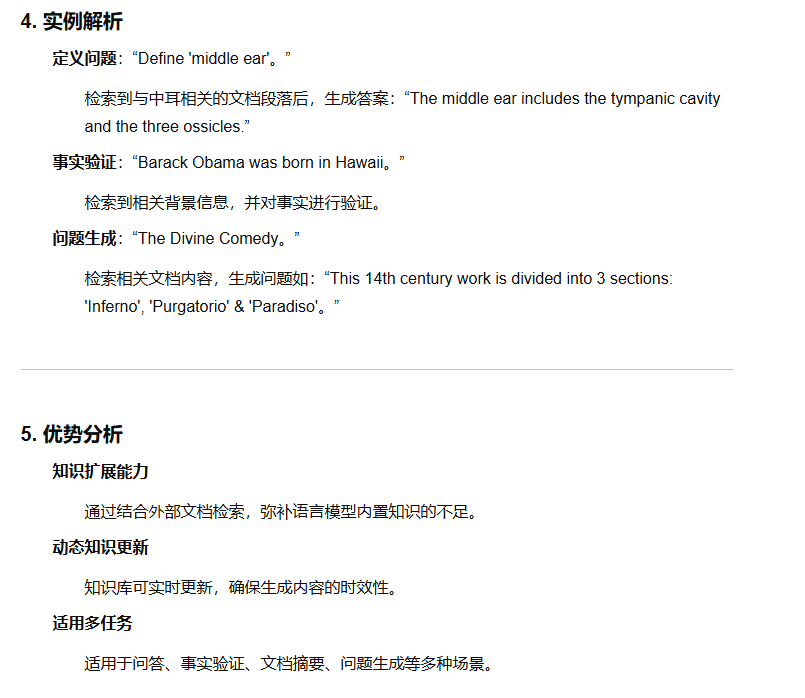 4. 实例解析
定义问题：“Define 'middle ear'。”
检索到与中耳相关的文档段落后，生成答案：“The middle ear includes the tympanic cavity
and the three ossicles.”
事实验证：“Barack Obama was born in Hawaii。”
检索到相关背景信息，并对事实进行验证。
问题生成：“The Divine Comedy。”
检索相关文档内容，生成问题如：“This 14th century work is divided into 3 sections:
'Inferno', 'Purgatorio' & 'Paradiso'。”
5. 优势分析
知识扩展能力
通过结合外部文档检索，弥补语言模型内置知识的不足。
动态知识更新
知识库可实时更新，确保生成内容的时效性。
适用多任务
适用于问答、事实验证、文档摘要、问题生成等多种场景。